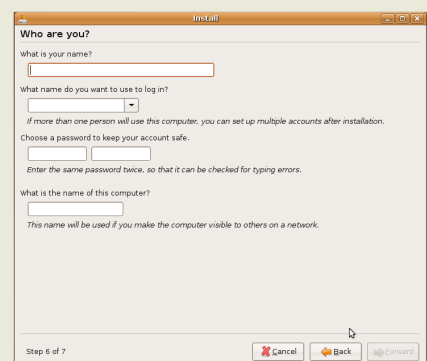 Install
Who are you?
What is your name?
What name do you want to use to log in?
If more than one person will use this computer, you can set up multiple accounts after installation.
Choose a password to keep your account safe.
Enter the same password twice, so that it can be checked for typing errors.
What is the name of this computer?
This name will be used if you make the computer visible to others on a network.
Step 6 of 7
Cancel
Back
Forward